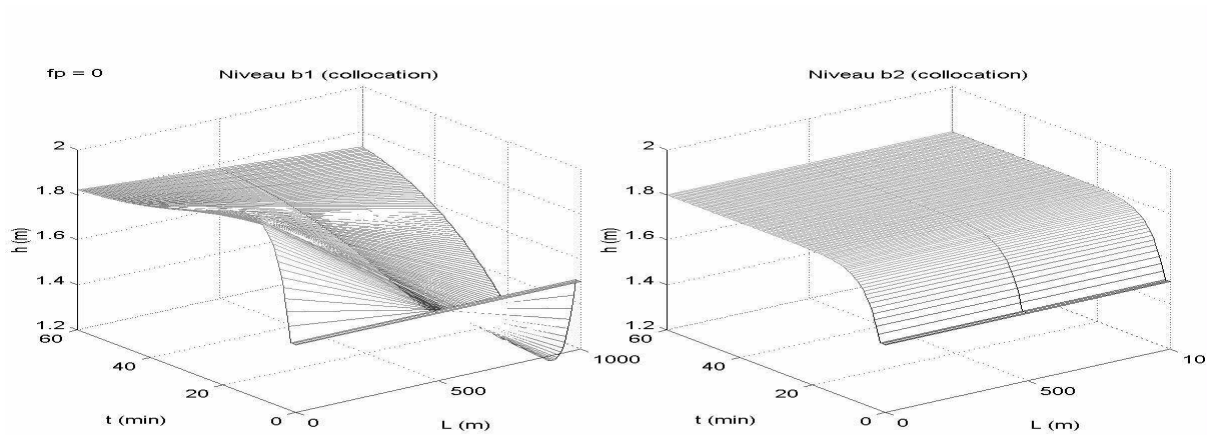 fp = 0
Niveau b1 (collocation)
2
1.8
1.6
1.4
1.2
h (m)
60
40
20
0
t (min)
0
500
1000
L (m)
Niveau b2 (collocation)
2
1.8
1.6
1.4
1.2
h (m)
60
40
20
0
t (min)
0
500
10
L (m)